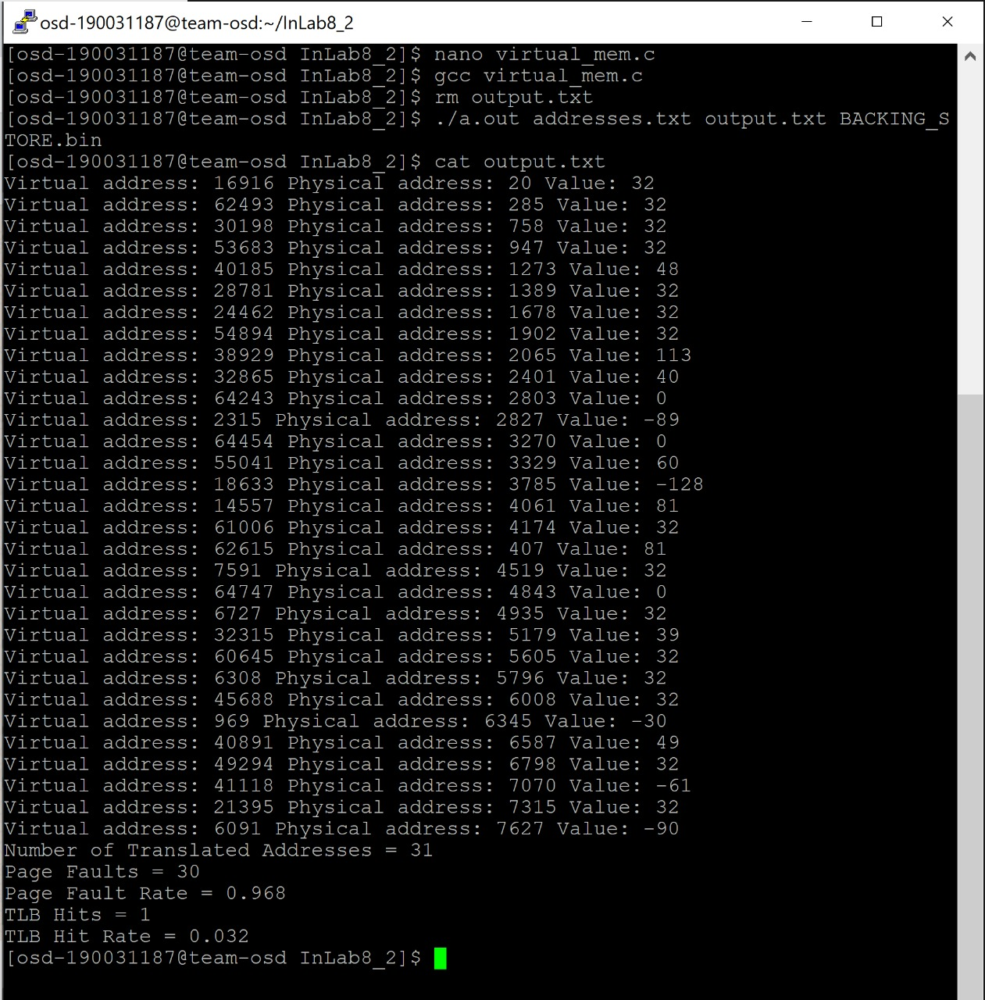 osd-190031187@team-osd:~/InLab8_2
[osd-190031187@team-osd InLab8_2]$ nano virtual_mem.c
[osd-190031187@team-osd InLab8_2]$ gcc virtual_mem.c
[osd-190031187@team-osd InLab8_2]$ rm output.txt
[osd-190031187@team-osd InLab8_2]$ ./a.out addresses.txt output.txt BACKING_S
TORE.bin
[osd-190031187@team-osd InLab8_2]$ cat output.txt
Virtual address: 16916 Physical address: 20 Value: 32
Virtual address: 62493 Physical address: 285 Value: 32
Virtual address: 30198 Physical address: 758 Value: 32
Virtual address: 53683 Physical address: 947 Value: 32
Virtual address: 40185 Physical address: 1273 Value: 48
Virtual address: 28781 Physical address: 1389 Value: 32
Virtual address: 24462 Physical address: 1678 Value: 32
Virtual address: 54894 Physical address: 1902 Value: 32
Virtual address: 38929 Physical address: 2065 Value: 113
Virtual address: 32865 Physical address: 2401 Value: 40
Virtual address: 64243 Physical address: 2803 Value: 0
Virtual address: 2315 Physical address: 2827 Value: -89
Virtual address: 64454 Physical address: 3270 Value: 0
Virtual address: 55041 Physical address: 3329 Value: 60
Virtual address: 18633 Physical address: 3785 Value: -128
Virtual address: 14557 Physical address: 4061 Value: 81
Virtual address: 61006 Physical address: 4174 Value: 32
Virtual address: 62615 Physical address: 407 Value: 81
Virtual address: 7591 Physical address: 4519 Value: 32
Virtual address: 64747 Physical address: 4843 Value: 0
Virtual address: 6727 Physical address: 4935 Value: 32
Virtual address: 32315 Physical address: 5179 Value: 39
Virtual address: 60645 Physical address: 5605 Value: 32
Virtual address: 6308 Physical address: 5796 Value: 32
Virtual address: 45688 Physical address: 6008 Value: 32
Virtual address: 969 Physical address: 6345 Value: -30
Virtual address: 40891 Physical address: 6587 Value: 49
Virtual address: 49294 Physical address: 6798 Value: 32
Virtual address: 41118 Physical address: 7070 Value: -61
Virtual address: 21395 Physical address: 7315 Value: 32
Virtual address: 6091 Physical address: 7627 Value: -90
Number of Translated Addresses = 31
Page Faults = 30
Page Fault Rate = 0.968
TLB Hits = 1
TLB Hit Rate = 0.032
[osd-190031187@team-osd InLab8_2]$